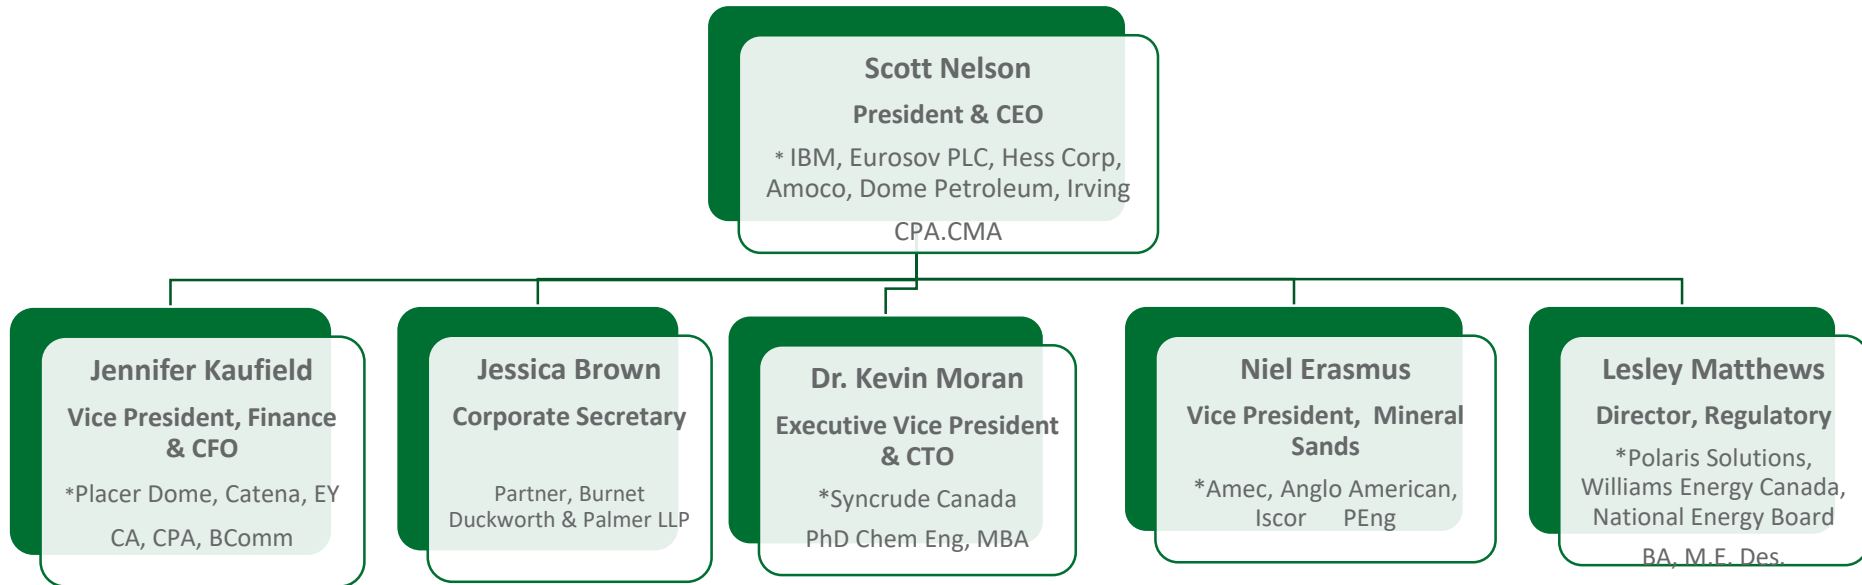 Scott Nelson
President & CEO
* IBM, Eurosov PLC, Hess Corp,
Amoco, Dome Petroleum, Irving
CPA.CMA
Jennifer Kaufield
Vice President, Finance
& CFO
*Placer Dome, Catena, EY
CA, CPA, BComm
Jessica Brown
Corporate Secretary
Partner, Burnet
Duckworth & Palmer LLP
Dr. Kevin Moran
Executive Vice President
& CTO
*Syncrude Canada
PhD Chem Eng, MBA
Niel Erasmus
Vice President, Mineral
Sands
*Amec, Anglo American,
Iscor PEng
Lesley Matthews
Director, Regulatory
*Polaris Solutions,
Williams Energy Canada,
National Energy Board
BA, M.E. Des.